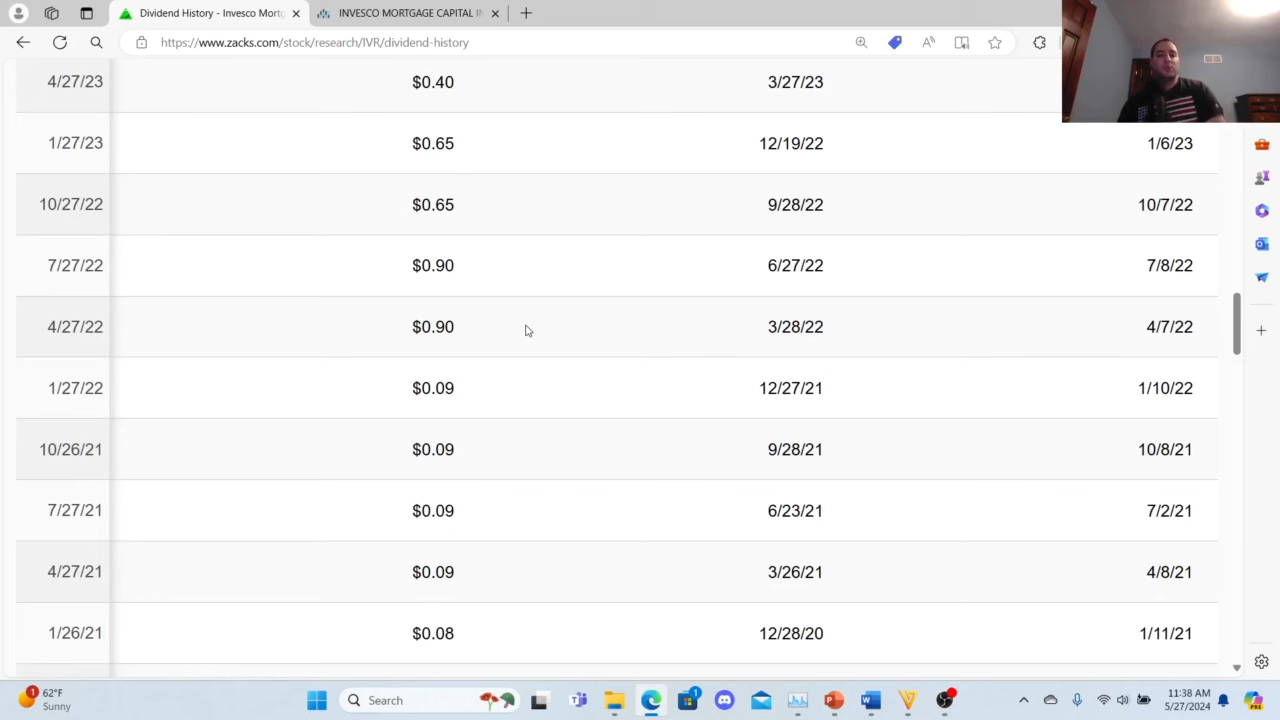 Dividend History - Invesco Mort
INVESCO MORTGAGE CAPITAL IN
https://www.zacks.com/stock/research/IVR/dividend-history
4/27/23 $0.40 3/27/23
1/27/23 $0.65 12/19/22 1/6/23
10/27/22 $0.65 9/28/22 10/7/22
7/27/22 $0.90 6/27/22 7/8/22
4/27/22 $0.90 3/28/22 4/7/22
1/27/22 $0.09 12/27/21 1/10/22
10/26/21 $0.09 9/28/21 10/8/21
7/27/21 $0.09 6/23/21 7/2/21
4/27/21 $0.09 3/26/21 4/8/21
1/26/21 $0.08 12/28/20 1/11/21
1
62°F
Sunny
Search
1
11:38 AM
5/27/2024
PRE